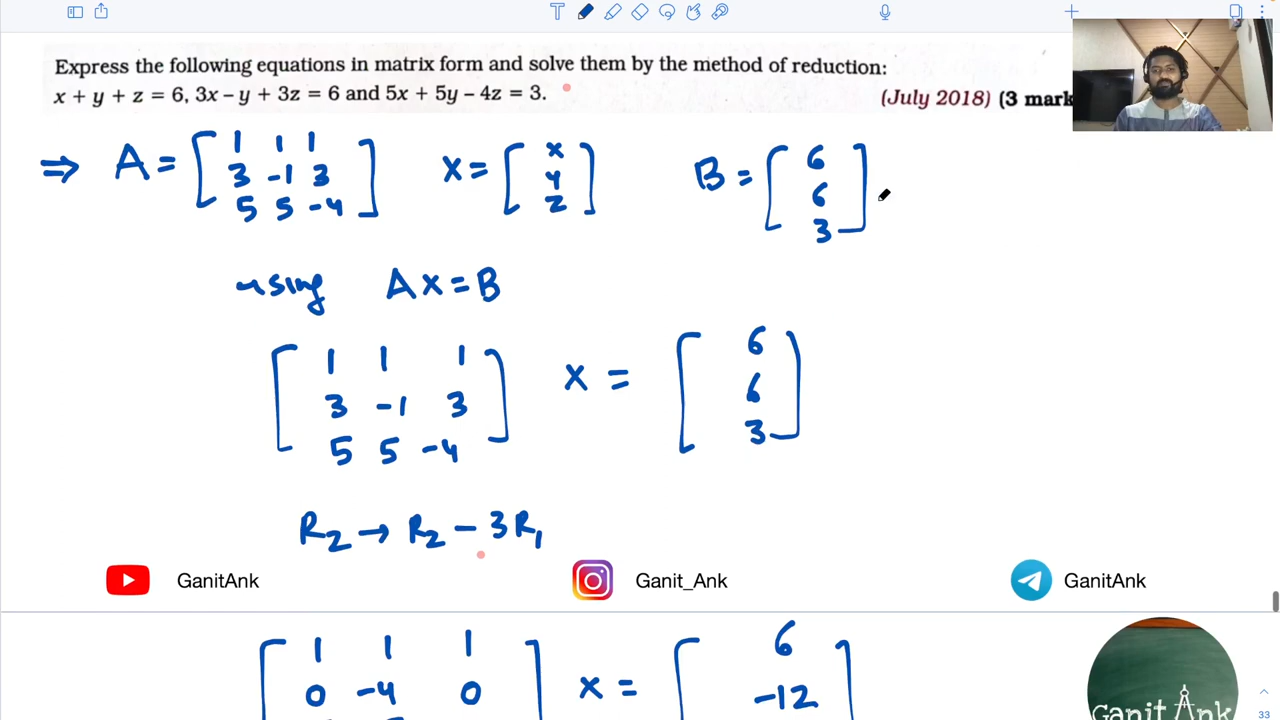 Express the following equations in matrix form and solve them by the method of reduction:
x + y + z = 6, 3x – y + 3z = 6 and 5x + 5y – 4z = 3.
(July 2018) (3 mark
⇒ A = [ 1 1 1 x = [ x B = [ 6
3 -1 3 y 6
5 5 -4 ] z ] 3 ]
using Ax = B
[ 1 1 1 x = [ 6
3 -1 3 6
5 5 -4 ] 3 ]
R2 → R2 - 3R1
GanitAnk Ganit_Ank GanitAnk
[ 1 1 1 6
0 -4 0 ] x = [ -12 ]
Ganit Ank
33